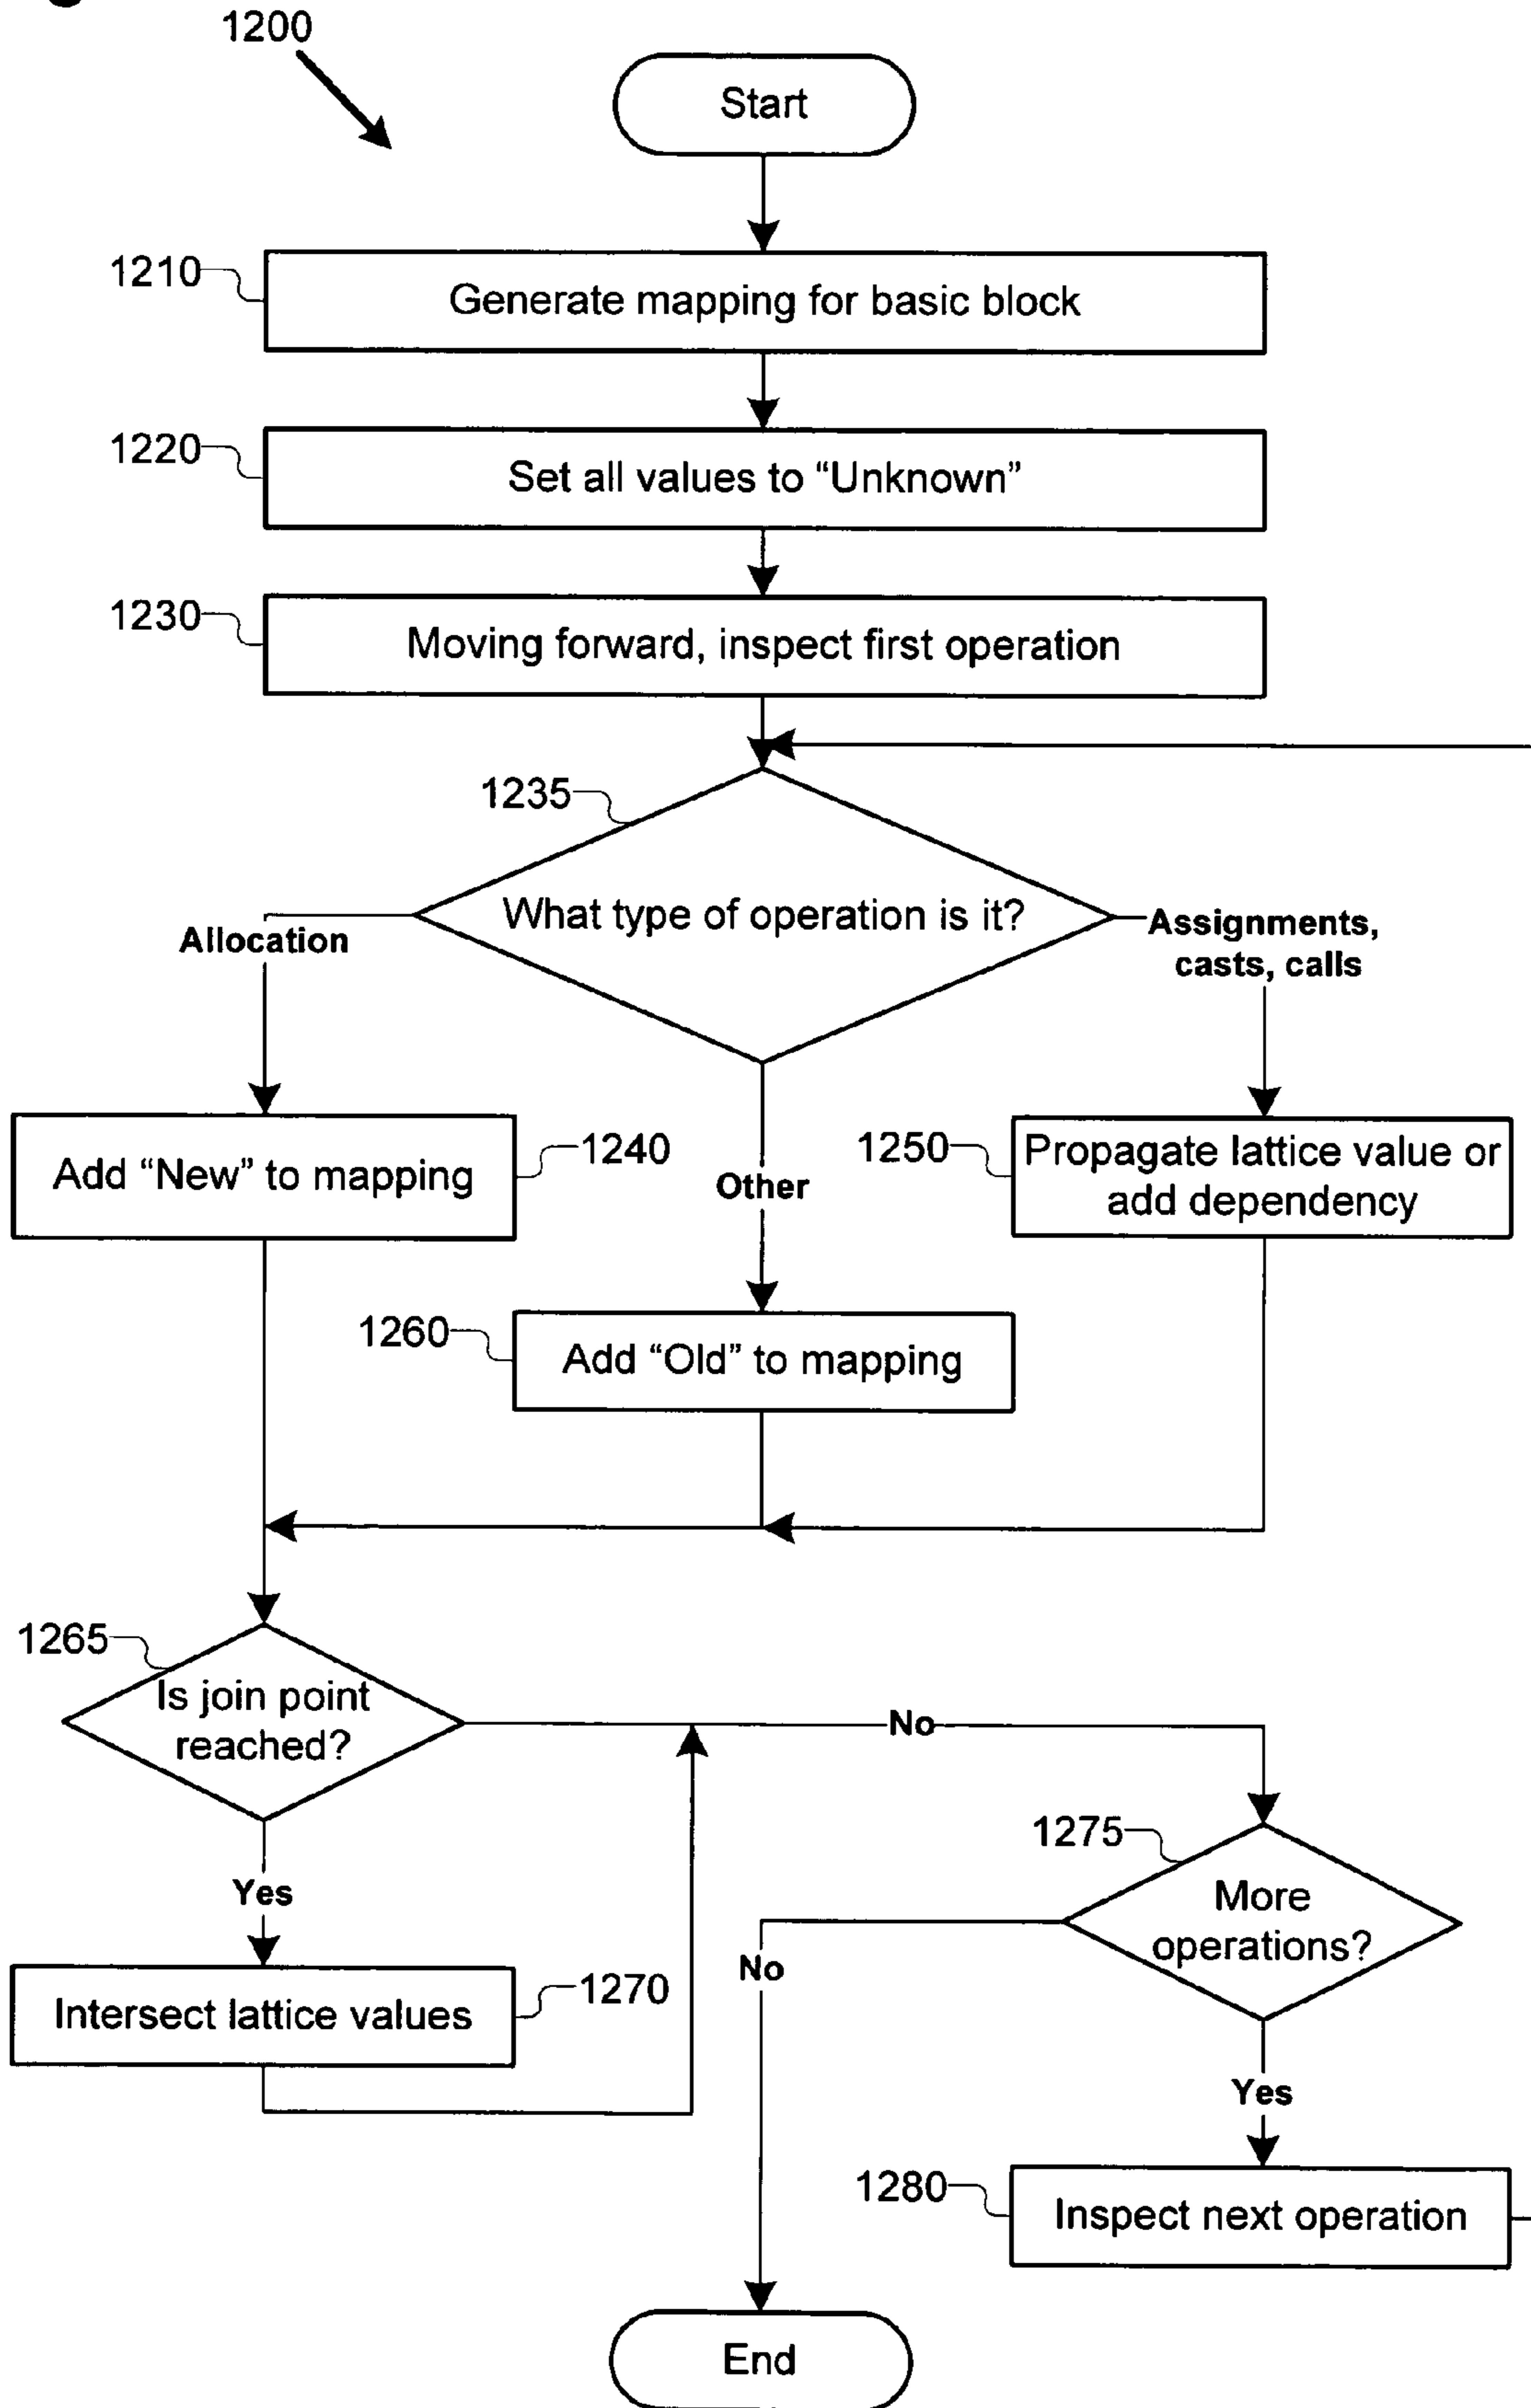 1200
Start
1210
Generate mapping for basic block
1220
Set all values to “Unknown”
1230
Moving forward, inspect first operation
1235
What type of operation is it?
Allocation
Assignments,
casts, calls
Add “New” to mapping
1240
Other
1250
Propagate lattice value or
add dependency
1260
Add “Old” to mapping
1265
Is join point
reached?
No
Yes
1275
More
operations?
Intersect lattice values
1270
No
Yes
1280
Inspect next operation
End